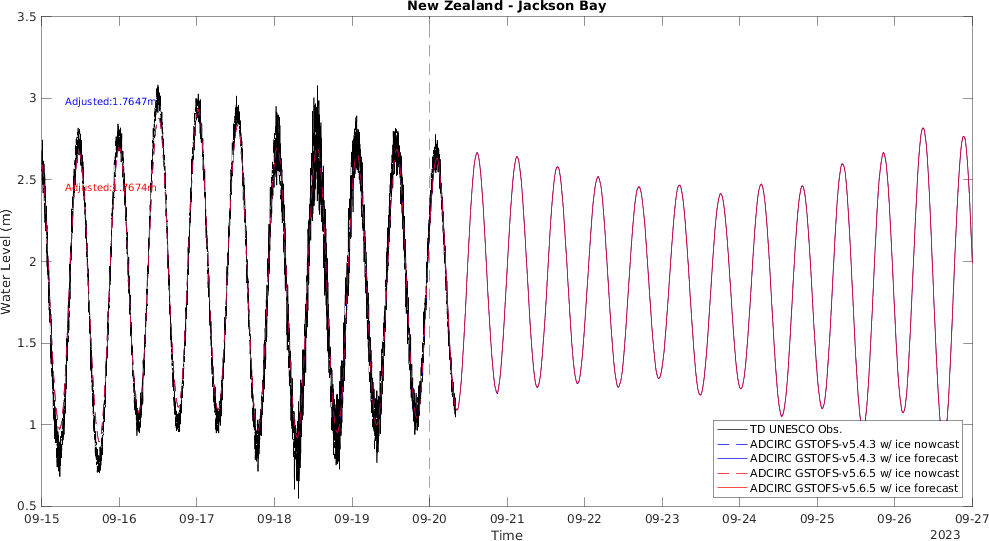 New Zealand - Jackson Bay
3.5
3
2.5
2
1.5
1
0.5
Water Level (m)
Adjusted:1.7647m
Adjusted:1.7674m
TD UNESCO Obs.
ADCIRC GSTOFS-v5.4.3 w/ ice nowcast
ADCIRC GSTOFS-v5.4.3 w/ ice forecast
ADCIRC GSTOFS-v5.6.5 w/ ice nowcast
ADCIRC GSTOFS-v5.6.5 w/ ice forecast
09-15 09-16 09-17 09-18 09-19 09-20 09-21 09-22 09-23 09-24 09-25 09-26 09-27
Time
2023